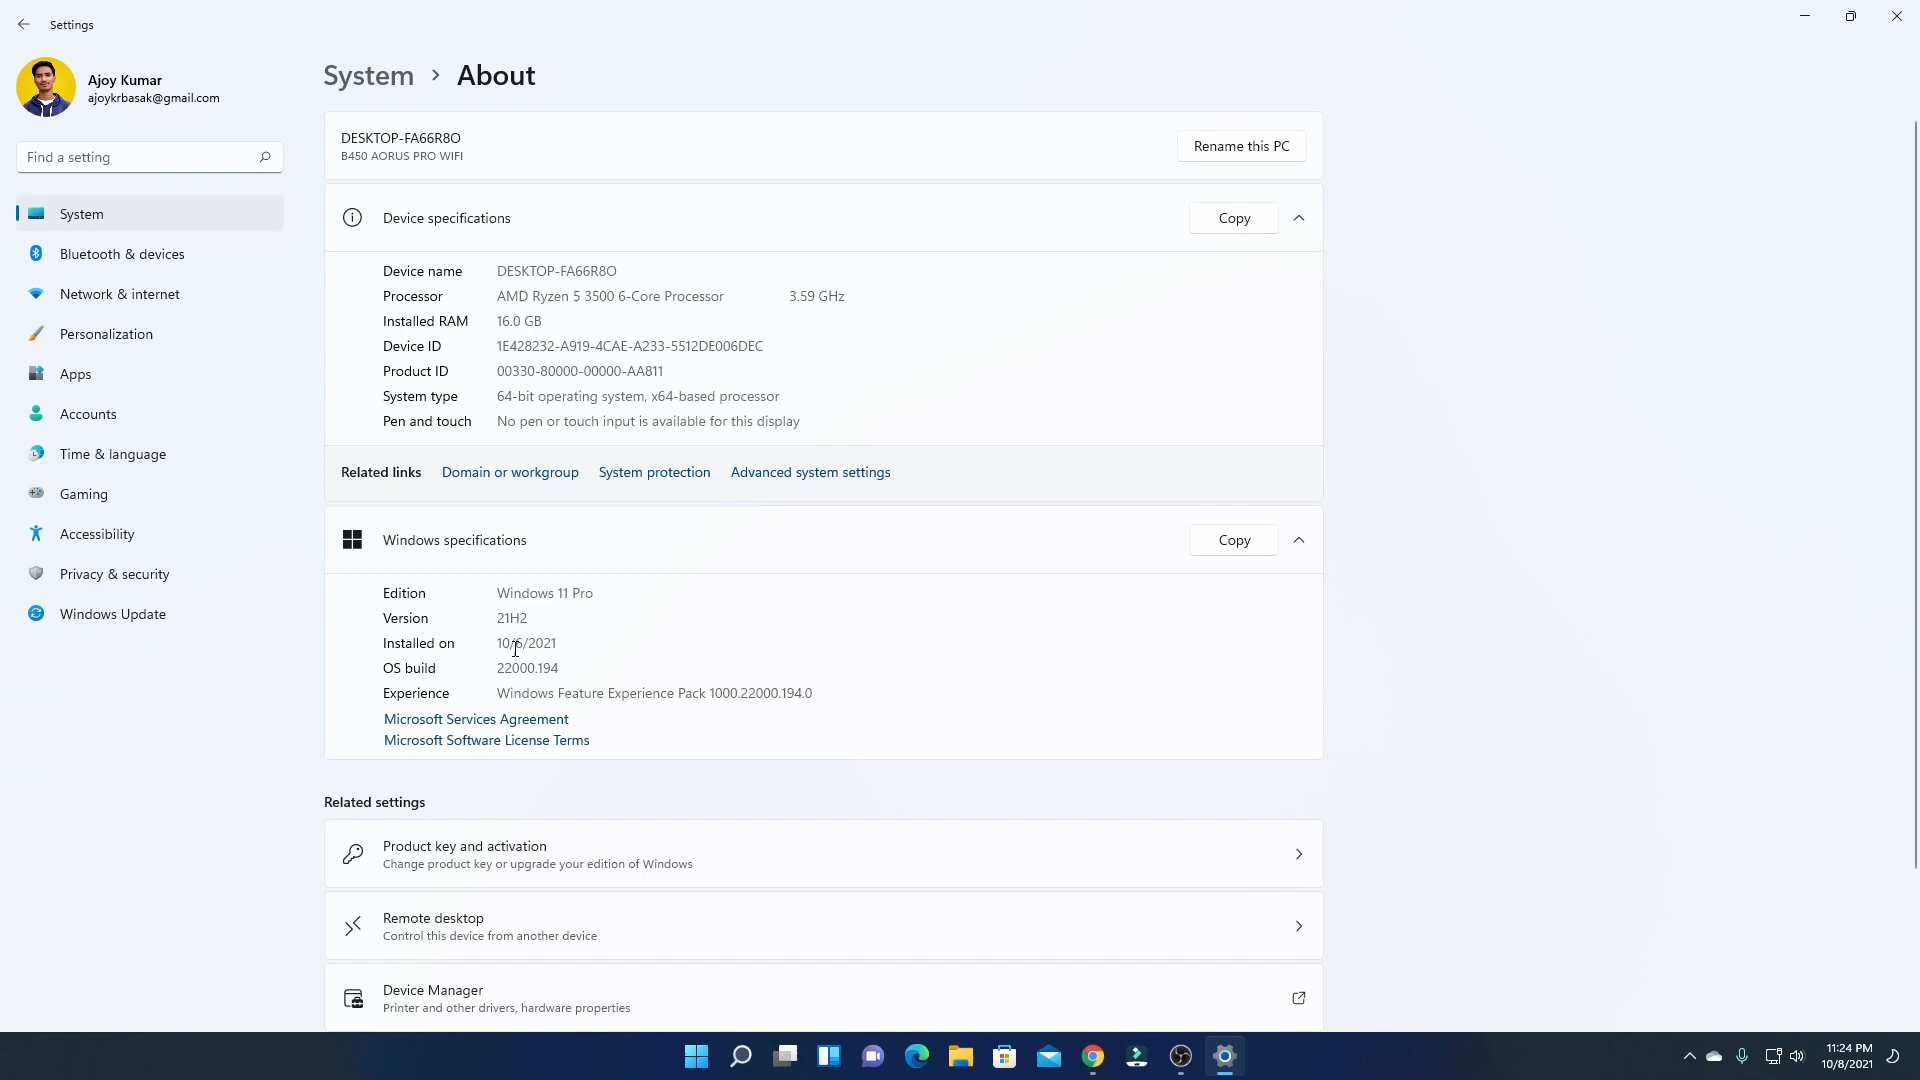 Settings
Ajoy Kumar
ajoykrbasak@gmail.com
Find a setting
System
Bluetooth & devices
Network & internet
Personalization
Apps
Accounts
Time & language
Gaming
Accessibility
Privacy & security
Windows Update
System > About
DESKTOP-FA66R8O
B450 AORUS PRO WIFI
Rename this PC
Device specifications Copy
Device name DESKTOP-FA66R8O
Processor AMD Ryzen 5 3500 6-Core Processor 3.59 GHz
Installed RAM 16.0 GB
Device ID 1E428232-A919-4CAE-A233-5512DE006DEC
Product ID 00330-80000-00000-AA811
System type 64-bit operating system, x64-based processor
Pen and touch No pen or touch input is available for this display
Related links Domain or workgroup System protection Advanced system settings
Windows specifications Copy
Edition Windows 11 Pro
Version 21H2
Installed on 10/6/2021
OS build 22000.194
Experience Windows Feature Experience Pack 1000.22000.194.0
Microsoft Services Agreement
Microsoft Software License Terms
Related settings
Product key and activation
Change product key or upgrade your edition of Windows
Remote desktop
Control this device from another device
Device Manager
Printer and other drivers, hardware properties
11:24 PM
10/8/2021